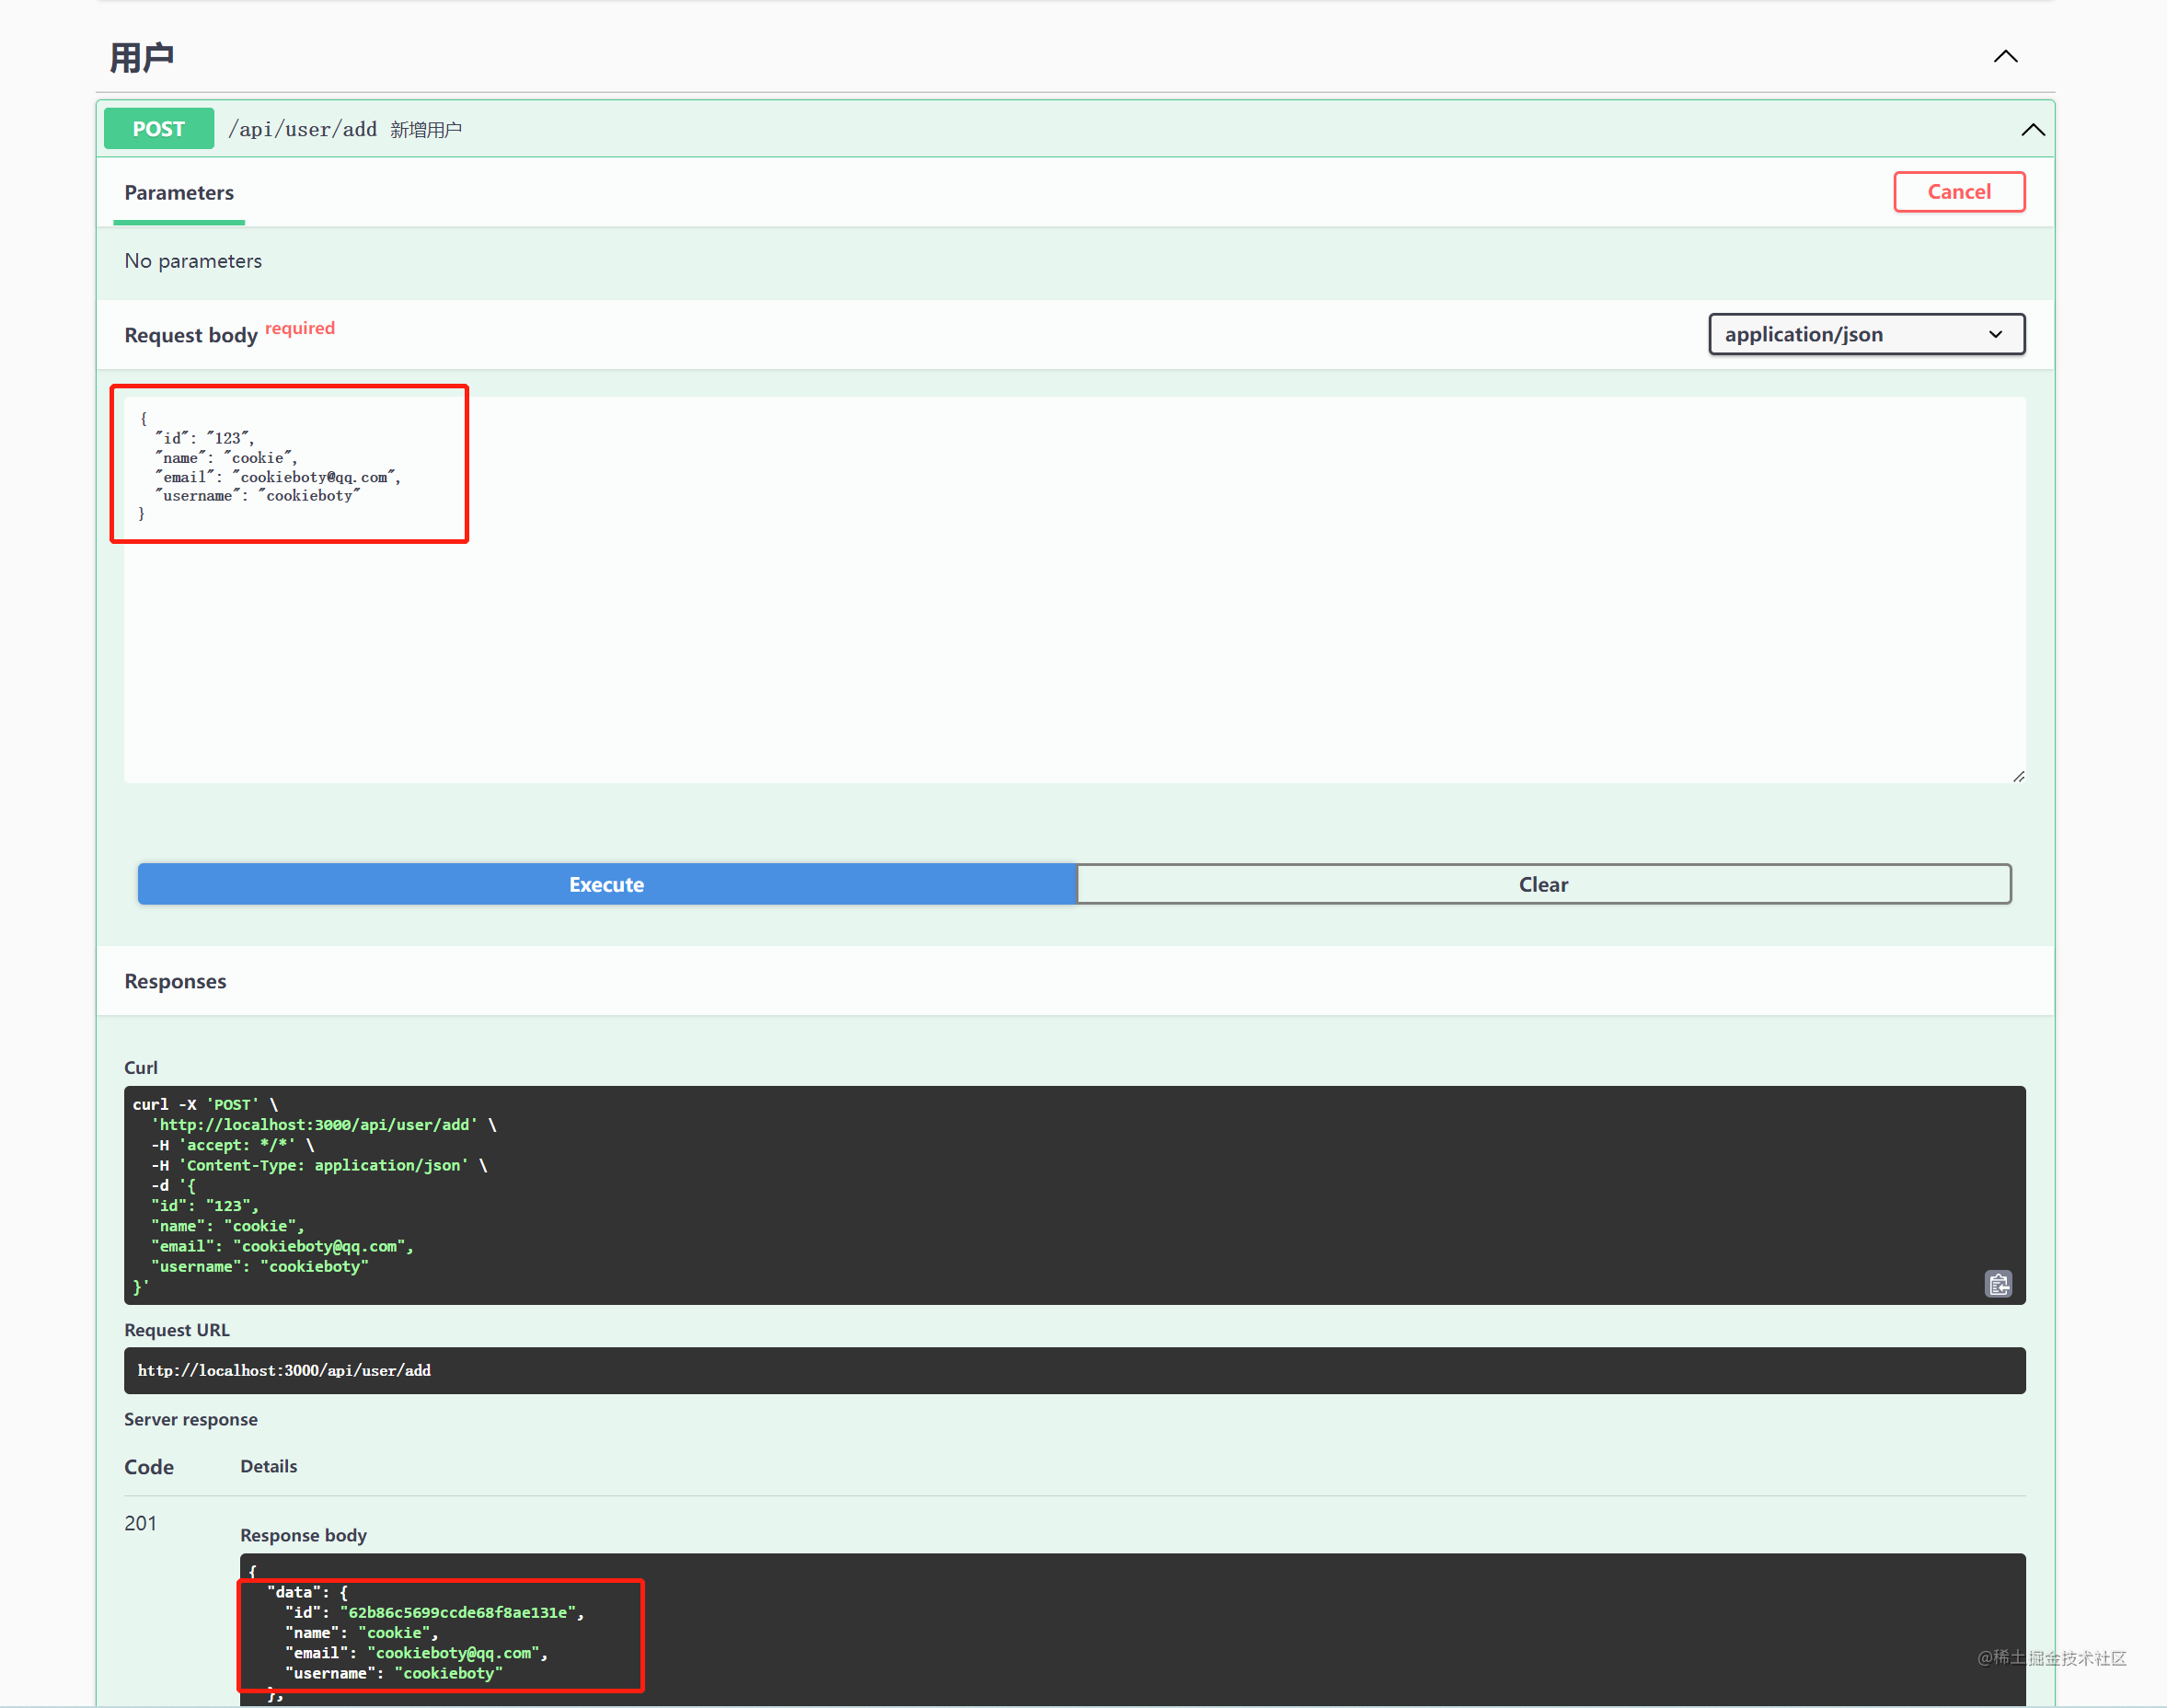 用户
POST /api/user/add 新增用户
Parameters
Cancel
No parameters
Request body required
application/json
{
  "id": "123",
  "name": "cookie",
  "email": "cookieboty@qq.com",
  "username": "cookieboty"
}
Execute
Clear
Responses
Curl
curl -X 'POST' \
  'http://localhost:3000/api/user/add' \
  -H 'accept: */*' \
  -H 'Content-Type: application/json' \
  -d '{
  "id": "123",
  "name": "cookie",
  "email": "cookieboty@qq.com",
  "username": "cookieboty"
}'
Request URL
http://localhost:3000/api/user/add
Server response
Code Details
201
Response body
{
  "data": {
    "id": "62b86c5699ccde68f8ae131e",
    "name": "cookie",
    "email": "cookieboty@qq.com",
    "username": "cookieboty"
  },
@稀土掘金技术社区